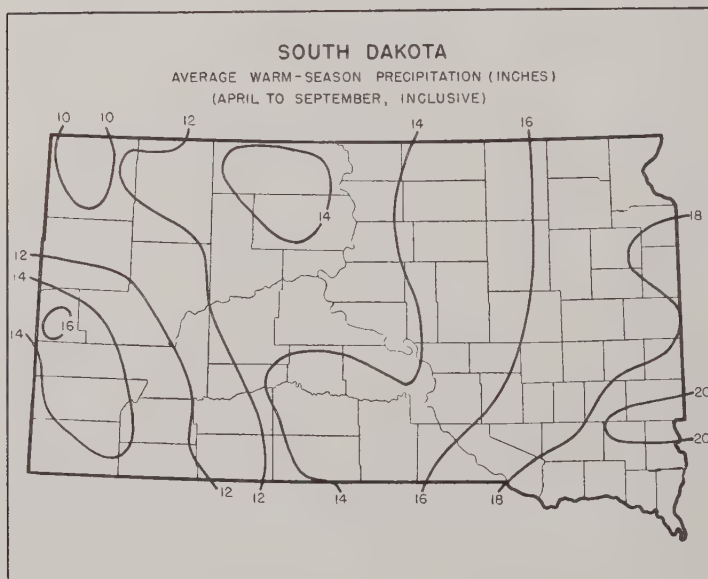 SOUTH DAKOTA
AVERAGE WARM-SEASON PRECIPITATION (INCHES)
(APRIL TO SEPTEMBER, INCLUSIVE)
10 10 12 14 16
14
18
12
14
16
14
20
20
12 12 14 16 18